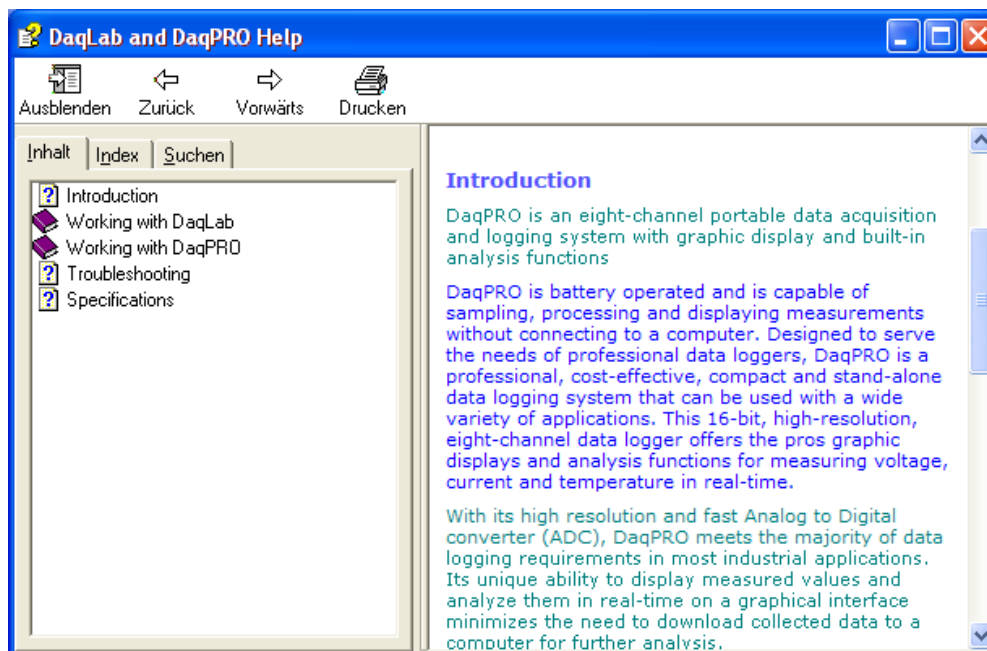 DaqLab and DaqPRO Help
Ausblenden Zurück Vorwärts Drucken
Inhalt Index Suchen
Introduction
Working with DaqLab
Working with DaqPRO
Troubleshooting
Specifications
Introduction
DaqPRO is an eight-channel portable data acquisition
and logging system with graphic display and built-in
analysis functions
DaqPRO is battery operated and is capable of
sampling, processing and displaying measurements
without connecting to a computer. Designed to serve
the needs of professional data loggers, DaqPRO is a
professional, cost-effective, compact and stand-alone
data logging system that can be used with a wide
variety of applications. This 16-bit, high-resolution,
eight-channel data logger offers the pros graphic
displays and analysis functions for measuring voltage,
current and temperature in real-time.
With its high resolution and fast Analog to Digital
converter (ADC), DaqPRO meets the majority of data
logging requirements in most industrial applications.
Its unique ability to display measured values and
analyze them in real-time on a graphical interface
minimizes the need to download collected data to a
computer for further analysis.